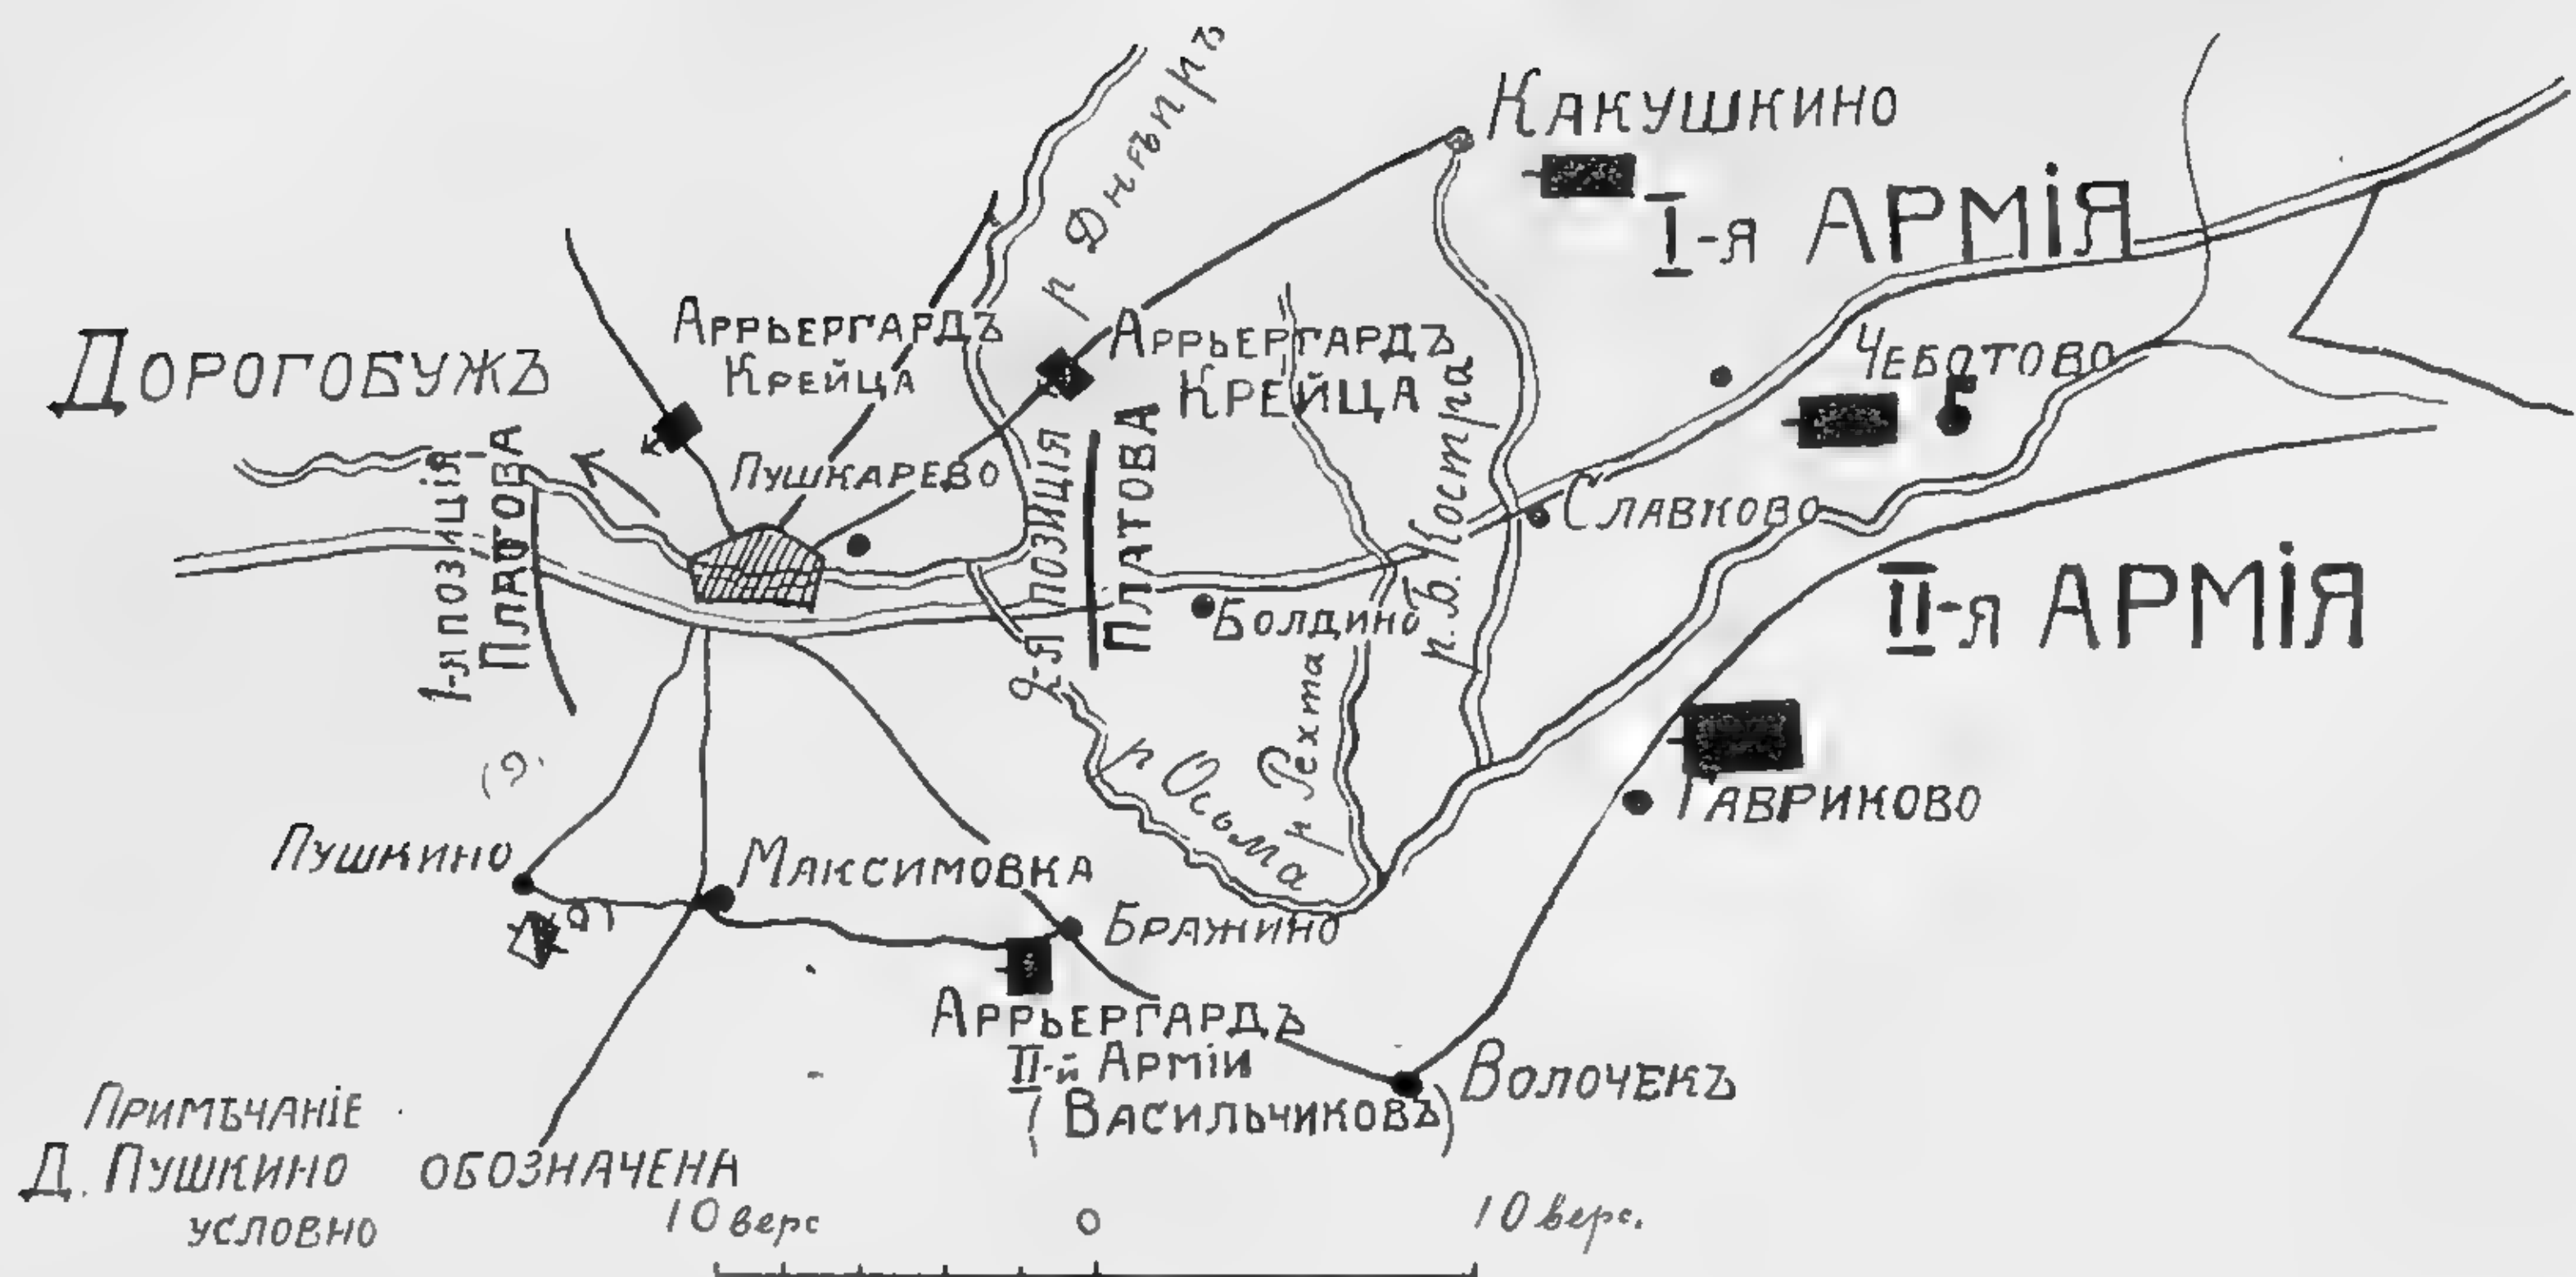 Какушкино
I-я АРМІЯ
р Днѣпръ
Аррьергардъ
Крейца
Аррьергардъ
Крейца
Дорогобужъ
Чеботово
Пушкарево
1-я позиція
Платова
2-я позиція
Платова
р. б. Костра
Славково
II-я АРМІЯ
Болдино
р Рехта
р Осьма
Гавриково
(?)
Пушкино
Максимовка
Бражино
Аррьергардъ
II-й Арміи
(Васильчиковъ)
Волочекъ
Примѣчаніе
Д. Пушкино обозначена
условно
10 верс 0 10 верс.